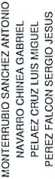 MONTERRUBIO SANCHEZ ANTONIO
NAVARRO CHINEA GABRIEL
PELAEZ CRUZ LUIS MIGUEL
PEREZ FALCON SERGIO JESUS